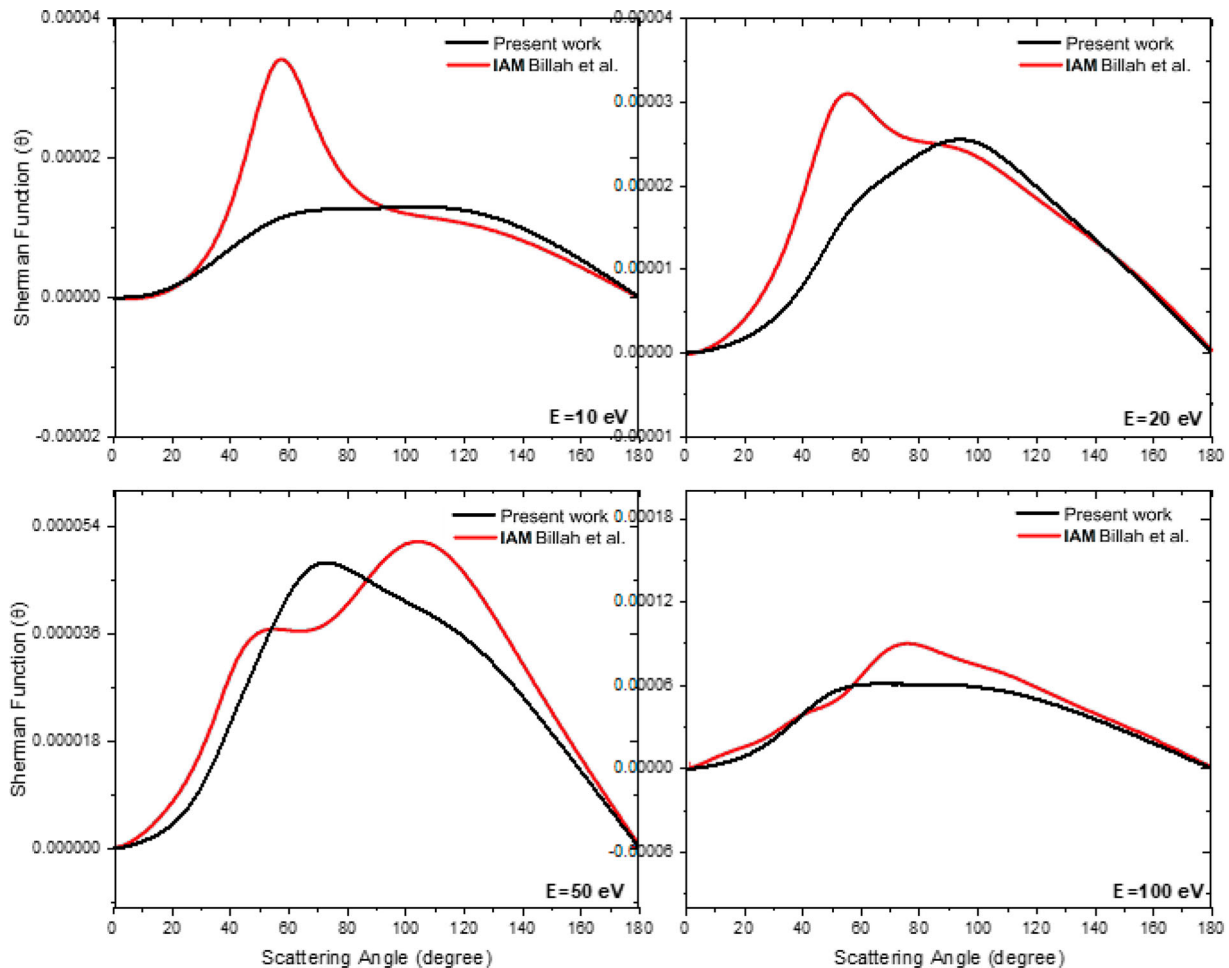 0.00004
0.00002
0.00000
-0.00002
Sherman Function (θ)
Present work
IAM Billah et al.
E=10 eV
0 20 40 60 80 100 120 140 160 180
0.00004
0.00003
0.00002
0.00001
0.00000
-0.00001
Present work
IAM Billah et al.
E=20 eV
0 20 40 60 80 100 120 140 160 180
0.000054
0.000036
0.000018
0.000000
Sherman Function (θ)
Present work
IAM Billah et al.
E=50 eV
0 20 40 60 80 100 120 140 160 180
Scattering Angle (degree)
0.00018
0.00012
0.00006
0.00000
-0.00006
Present work
IAM Billah et al.
E=100 eV
0 20 40 60 80 100 120 140 160 180
Scattering Angle (degree)